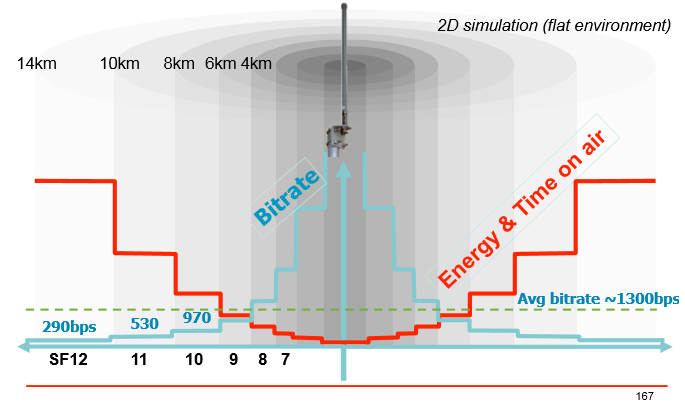 2D simulation (flat environment)
14km 10km 8km 6km 4km
Bitrate
Energy & Time on air
Avg bitrate ~1300bps
290bps 530 970
SF12 11 10 9 8 7
167